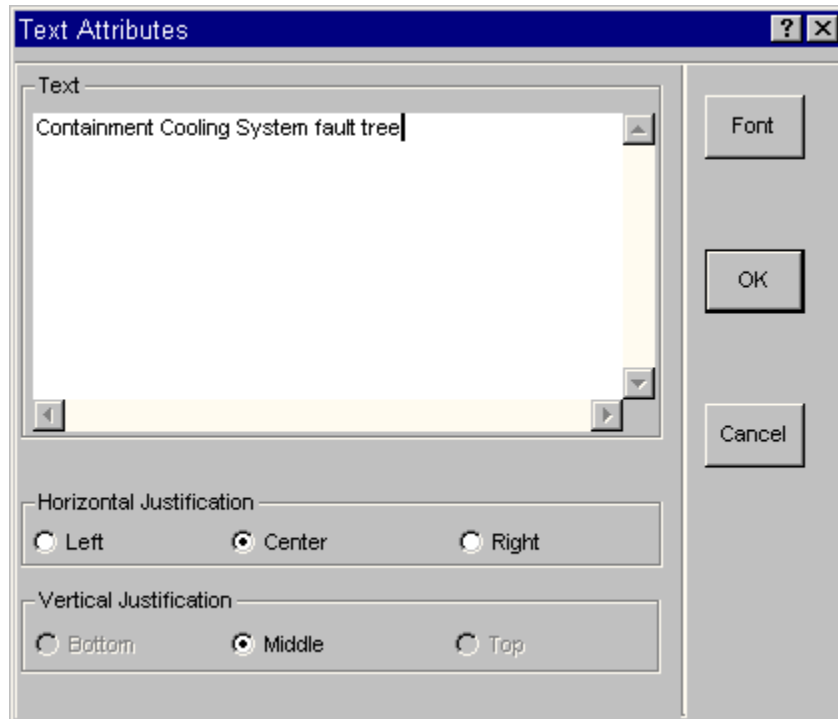 Text Attributes
Text
Containment Cooling System fault tree
Font
OK
Cancel
Horizontal Justification
Left Center Right
Vertical Justification
Bottom Middle Top